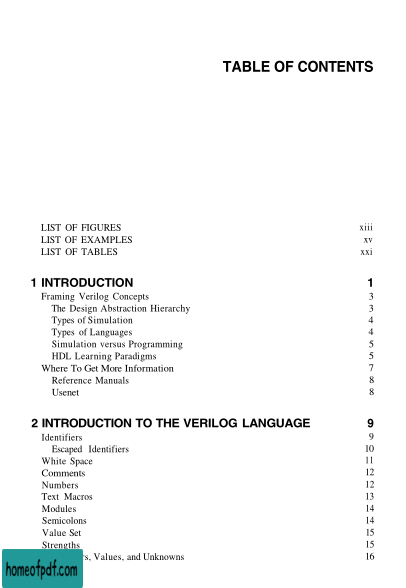 TABLE OF CONTENTS
LIST OF FIGURES xiii
LIST OF EXAMPLES xv
LIST OF TABLES xxi
1 INTRODUCTION 1
Framing Verilog Concepts 3
The Design Abstraction Hierarchy 3
Types of Simulation 4
Types of Languages 4
Simulation versus Programming 5
HDL Learning Paradigms 5
Where To Get More Information 7
Reference Manuals 8
Usenet 8
2 INTRODUCTION TO THE VERILOG LANGUAGE 9
Identifiers 9
Escaped Identifiers 10
White Space 11
Comments 12
Numbers 12
Text Macros 13
Modules 14
Semicolons 14
Value Set 15
Strengths 15
Values, and Unknowns 16
homeofpdf.com